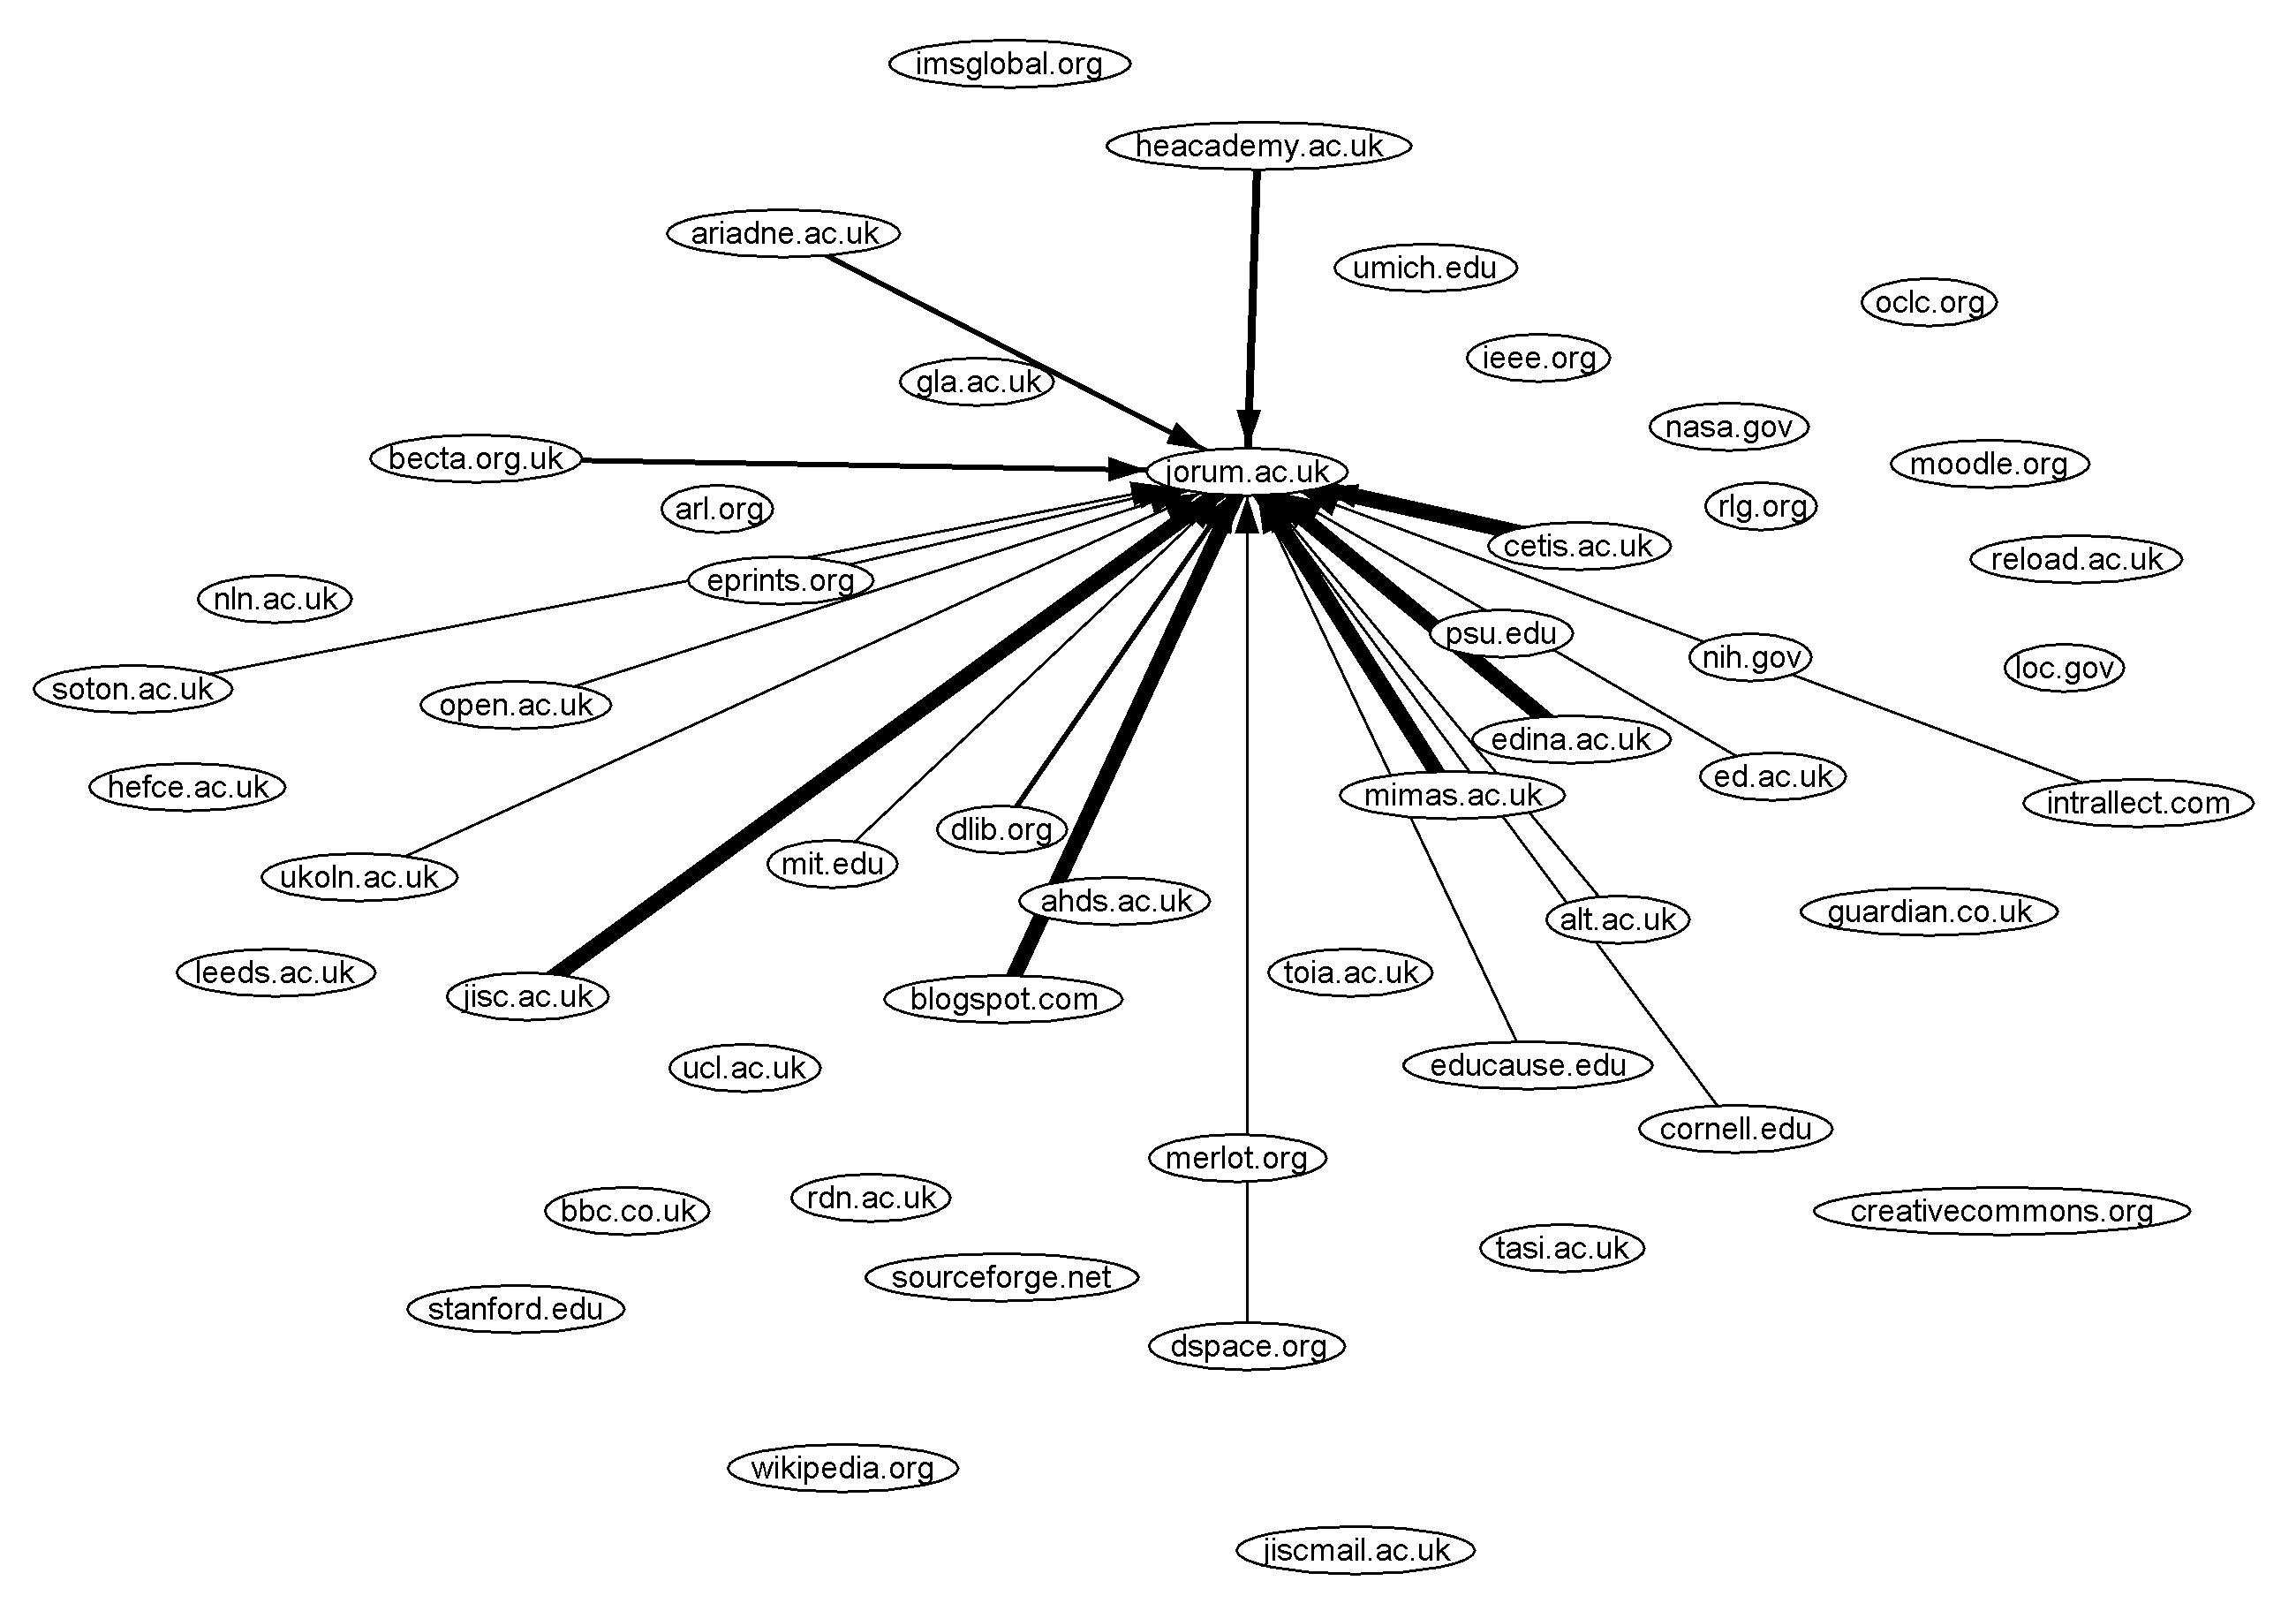 imsglobal.org
heacademy.ac.uk
ariadne.ac.uk
umich.edu
oclc.org
ieee.org
gla.ac.uk
nasa.gov
becta.org.uk
moodle.org
jorum.ac.uk
rlg.org
arl.org
cetis.ac.uk
reload.ac.uk
eprints.org
nln.ac.uk
psu.edu
nih.gov
loc.gov
soton.ac.uk
open.ac.uk
edina.ac.uk
ed.ac.uk
hefce.ac.uk
mimas.ac.uk
intrallect.com
dlib.org
mit.edu
ukoln.ac.uk
ahds.ac.uk
guardian.co.uk
alt.ac.uk
leeds.ac.uk
toia.ac.uk
jisc.ac.uk
blogspot.com
educause.edu
ucl.ac.uk
cornell.edu
merlot.org
rdn.ac.uk
bbc.co.uk
creativecommons.org
tasi.ac.uk
sourceforge.net
stanford.edu
dspace.org
wikipedia.org
jiscmail.ac.uk